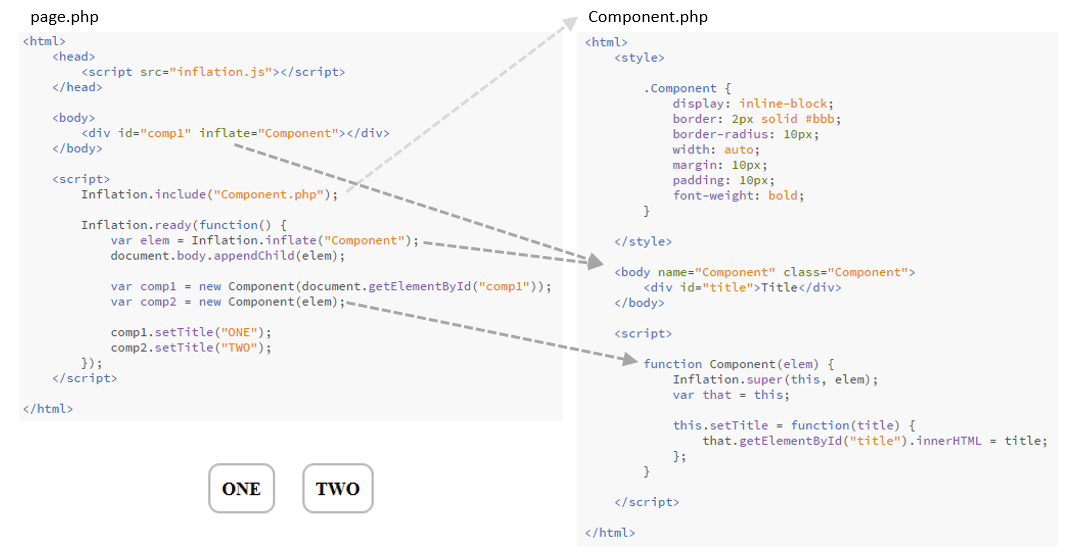 page.php
<html>
    <head>
        <script src="inflation.js"></script>
    </head>

    <body>
        <div id="comp1" inflate="Component"></div>
    </body>

    <script>
        Inflation.include("Component.php");

        Inflation.ready(function() {
            var elem = Inflation.inflate("Component");
            document.body.appendChild(elem);

            var comp1 = new Component(document.getElementById("comp1"));
            var comp2 = new Component(elem);

            comp1.setTitle("ONE");
            comp2.setTitle("TWO");
        });
    </script>

</html>
ONE TWO
Component.php
<html>
    <style>

        .Component {
            display: inline-block;
            border: 2px solid #bbb;
            border-radius: 10px;
            width: auto;
            margin: 10px;
            padding: 10px;
            font-weight: bold;
        }

    </style>

    <body name="Component" class="Component">
        <div id="title">Title</div>
    </body>

    <script>

        function Component(elem) {
            Inflation.super(this, elem);
            var that = this;

            this.setTitle = function(title) {
                that.getElementById("title").innerHTML = title;
            };
        }

    </script>

</html>